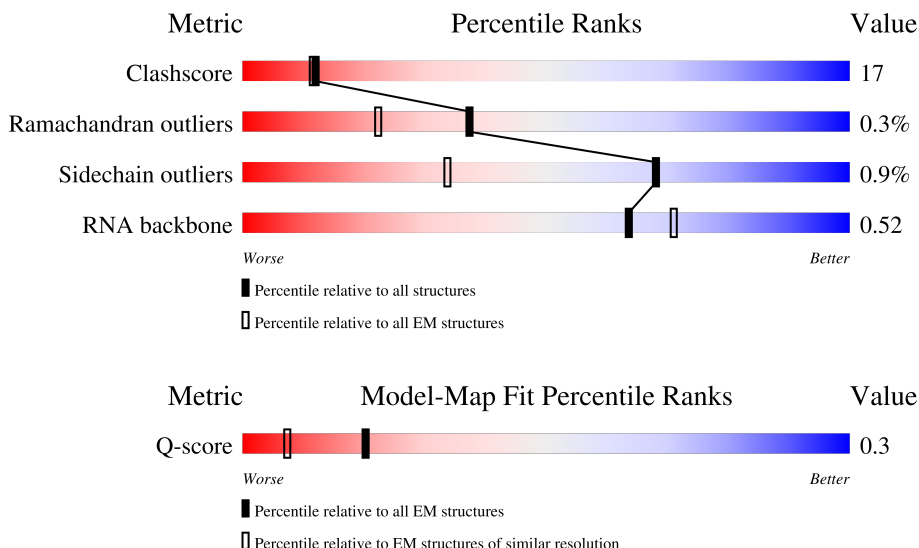 Metric Percentile Ranks Value
Clashscore 17
Ramachandran outliers 0.3%
Sidechain outliers 0.9%
RNA backbone 0.52
Worse Better
Percentile relative to all structures
Percentile relative to all EM structures
Metric Model-Map Fit Percentile Ranks Value
Q-score 0.3
Worse Better
Percentile relative to all EM structures
Percentile relative to EM structures of similar resolution